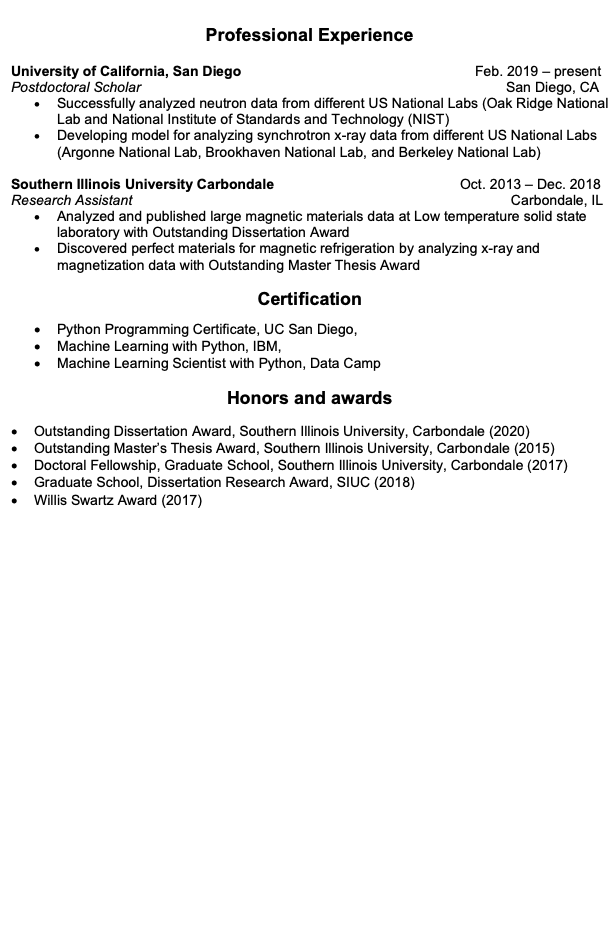 Professional Experience
University of California, San Diego Feb. 2019 – present
Postdoctoral Scholar San Diego, CA
• Successfully analyzed neutron data from different US National Labs (Oak Ridge National
Lab and National Institute of Standards and Technology (NIST)
• Developing model for analyzing synchrotron x-ray data from different US National Labs
(Argonne National Lab, Brookhaven National Lab, and Berkeley National Lab)
Southern Illinois University Carbondale Oct. 2013 – Dec. 2018
Research Assistant Carbondale, IL
• Analyzed and published large magnetic materials data at Low temperature solid state
laboratory with Outstanding Dissertation Award
• Discovered perfect materials for magnetic refrigeration by analyzing x-ray and
magnetization data with Outstanding Master Thesis Award
Certification
• Python Programming Certificate, UC San Diego,
• Machine Learning with Python, IBM,
• Machine Learning Scientist with Python, Data Camp
Honors and awards
• Outstanding Dissertation Award, Southern Illinois University, Carbondale (2020)
• Outstanding Master’s Thesis Award, Southern Illinois University, Carbondale (2015)
• Doctoral Fellowship, Graduate School, Southern Illinois University, Carbondale (2017)
• Graduate School, Dissertation Research Award, SIUC (2018)
• Willis Swartz Award (2017)